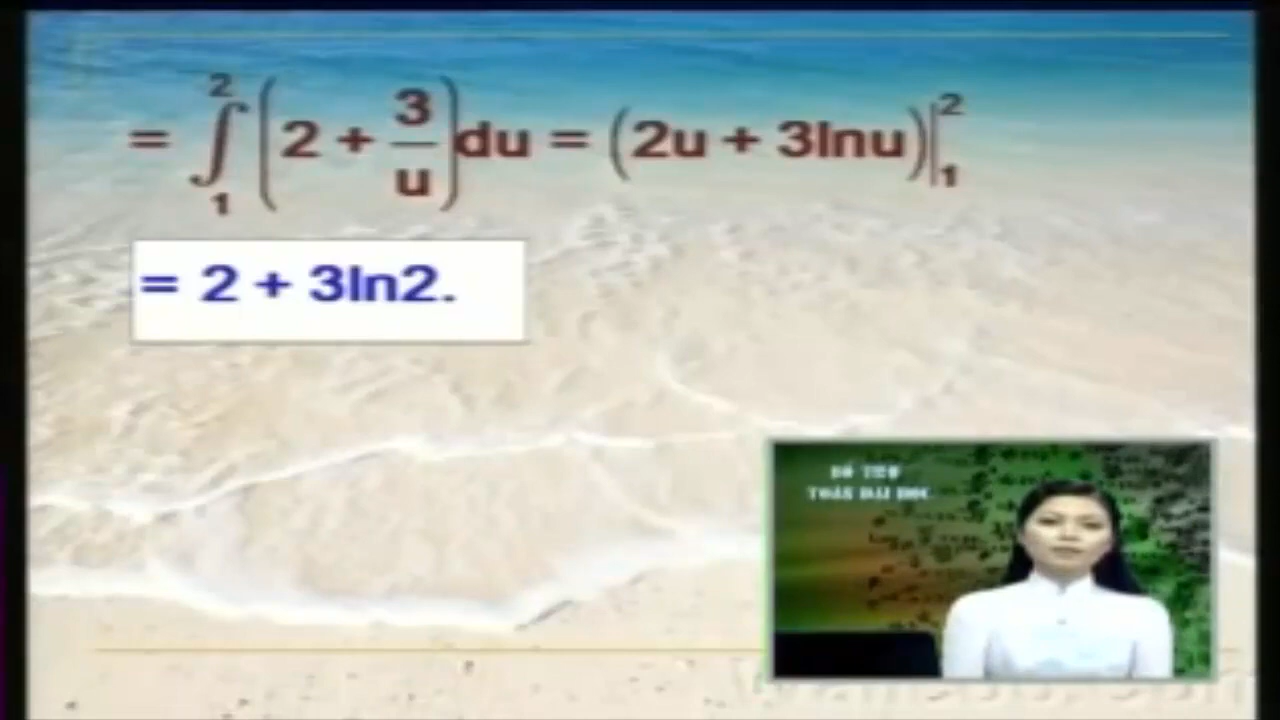 = ∫₁² (2 + 3/u) du = (2u + 3lnu)|₁²
= 2 + 3ln2.